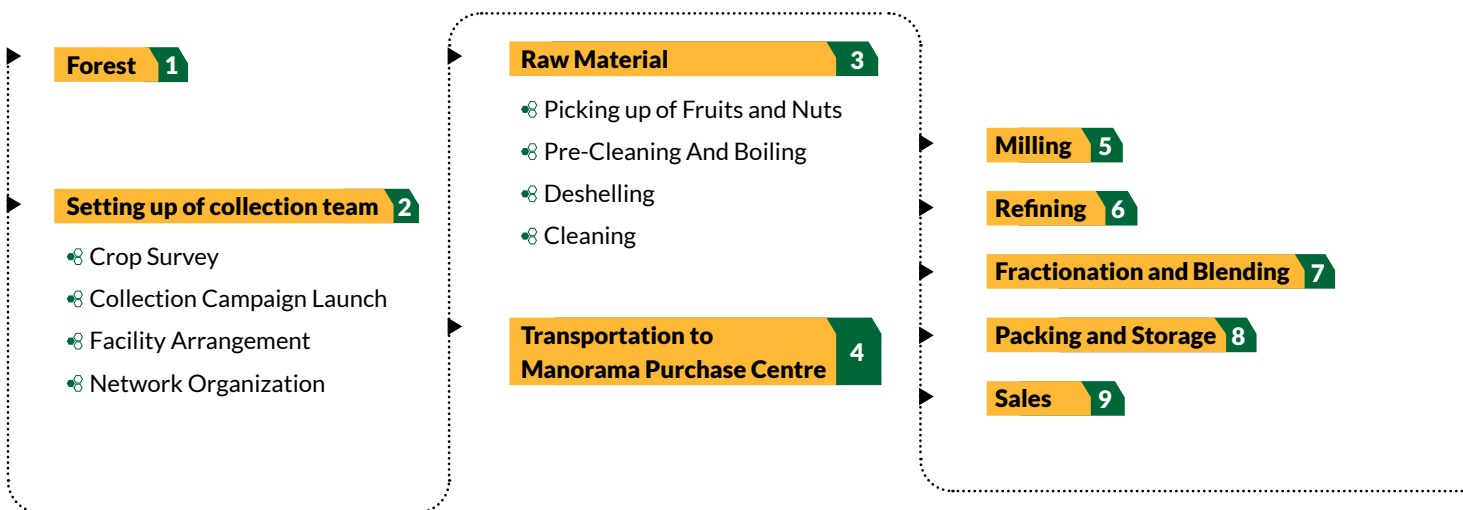 Forest 1
Setting up of collection team 2
Crop Survey
Collection Campaign Launch
Facility Arrangement
Network Organization
Raw Material 3
Picking up of Fruits and Nuts
Pre-Cleaning And Boiling
Deshelling
Cleaning
Transportation to
Manorama Purchase Centre 4
Milling 5
Refining 6
Fractionation and Blending 7
Packing and Storage 8
Sales 9